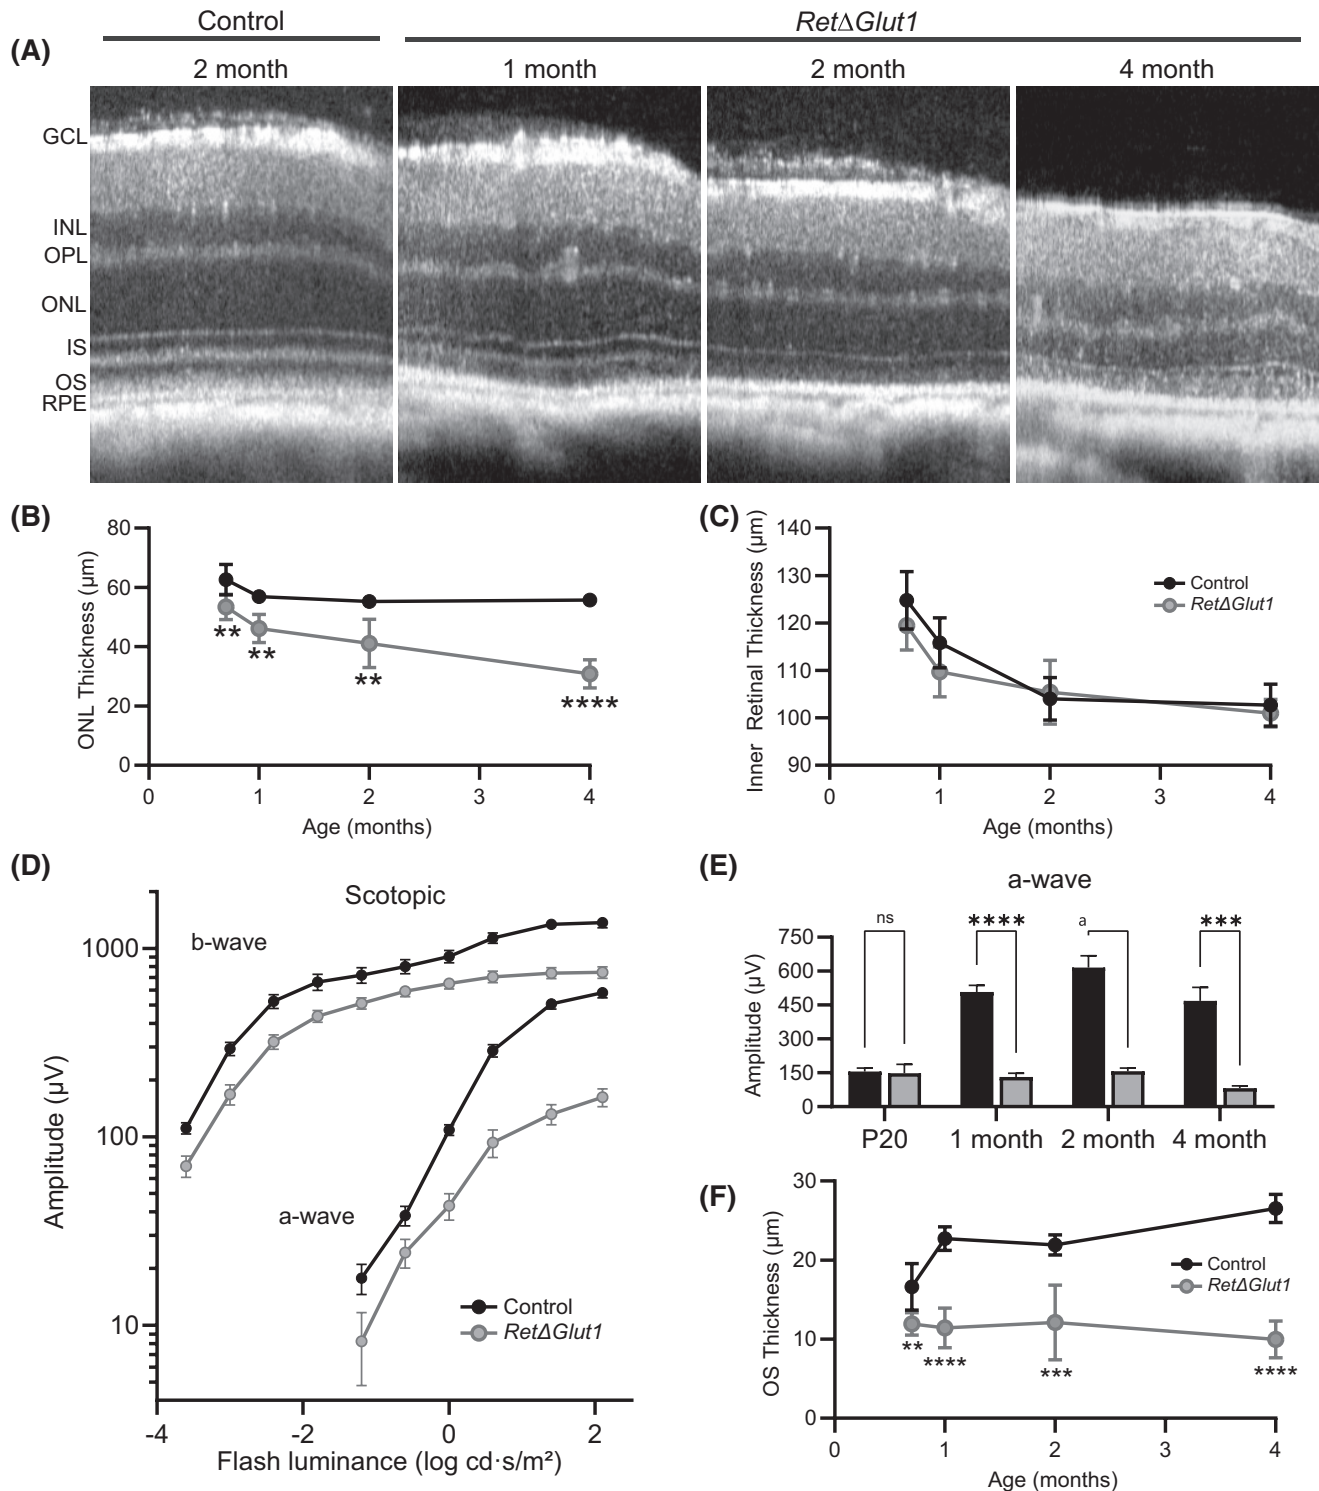 Control
RetΔGlut1
(A)
2 month
1 month
2 month
4 month
GCL
INL
OPL
ONL
IS
OS
RPE
(B)
80
60
40
20
0
ONL Thickness (µm)
**
**
**
****
0
1
2
3
4
Age (months)
(C)
140
130
120
110
100
90
Inner Retinal Thickness (µm)
Control
RetΔGlut1
0
1
2
3
4
Age (months)
(D)
Scotopic
b-wave
a-wave
1000
100
10
Amplitude (µV)
Control
RetΔGlut1
-4
-2
0
2
Flash luminance (log cd·s/m²)
(E)
a-wave
ns
****
a
***
750
600
450
300
150
0
Amplitude (µV)
P20
1 month
2 month
4 month
(F)
30
20
10
0
OS Thickness (µm)
Control
RetΔGlut1
**
****
***
****
0
1
2
3
4
Age (months)